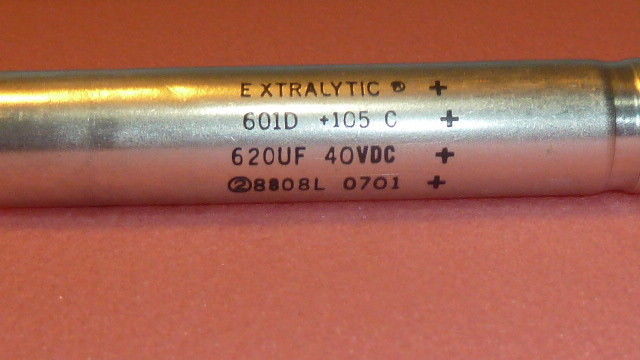 EXTRALYTIC ® +
601D +105 C +
620UF 40VDC +
②8808L 0701 +